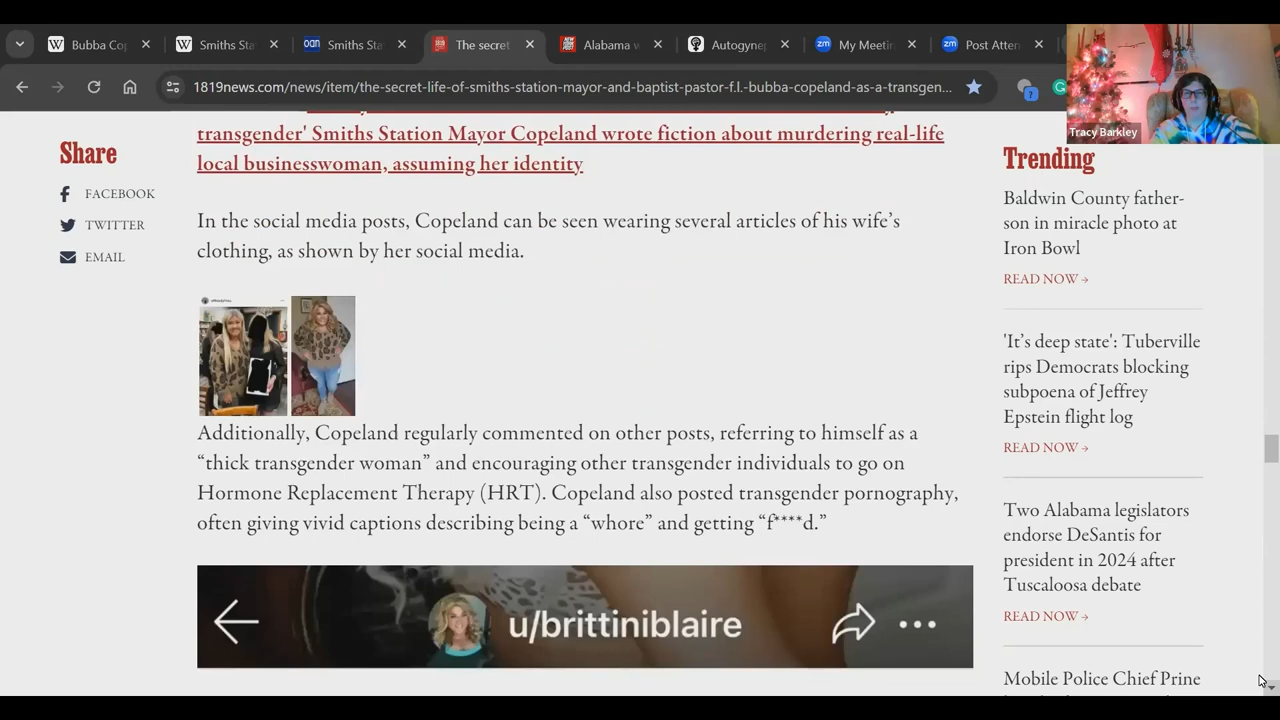 Bubba Co
Smiths Sta
oan
Smiths Sta
The secret
Alabama w
Autogyne
zm
My Meeti
zm
Post Atten
1819news.com/news/item/the-secret-life-of-smiths-station-mayor-and-baptist-pastor-f.l.-bubba-copeland-as-a-transgen...
Tracy Barkley
Share
FACEBOOK
TWITTER
EMAIL
transgender' Smiths Station Mayor Copeland wrote fiction about murdering real-life
local businesswoman, assuming her identity
In the social media posts, Copeland can be seen wearing several articles of his wife's
clothing, as shown by her social media.
Additionally, Copeland regularly commented on other posts, referring to himself as a
“thick transgender woman” and encouraging other transgender individuals to go on
Hormone Replacement Therapy (HRT). Copeland also posted transgender pornography,
often giving vivid captions describing being a “whore” and getting “f****d.”
u/brittiniblaire
Trending
Baldwin County father-
son in miracle photo at
Iron Bowl
READ NOW →
'It's deep state': Tuberville
rips Democrats blocking
subpoena of Jeffrey
Epstein flight log
READ NOW →
Two Alabama legislators
endorse DeSantis for
president in 2024 after
Tuscaloosa debate
READ NOW →
Mobile Police Chief Prine